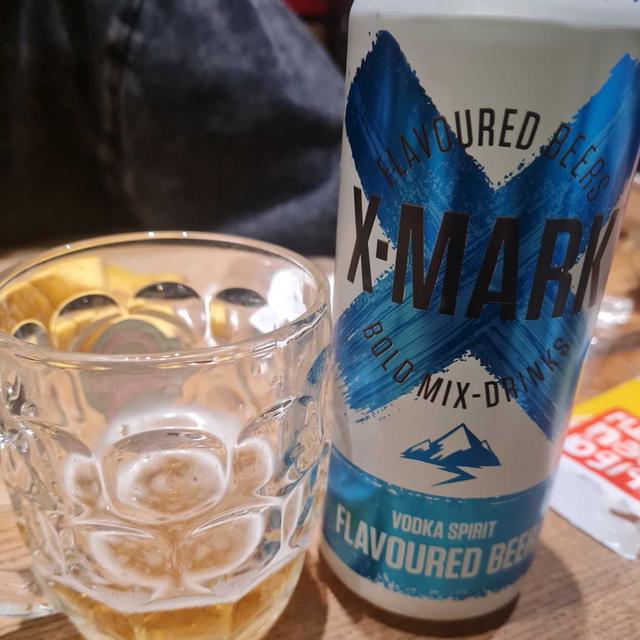 FLAVOURED BEERS
X·MARK
BOLD MIX-DRINKS
VODKA SPIRIT
FLAVOURED BEER